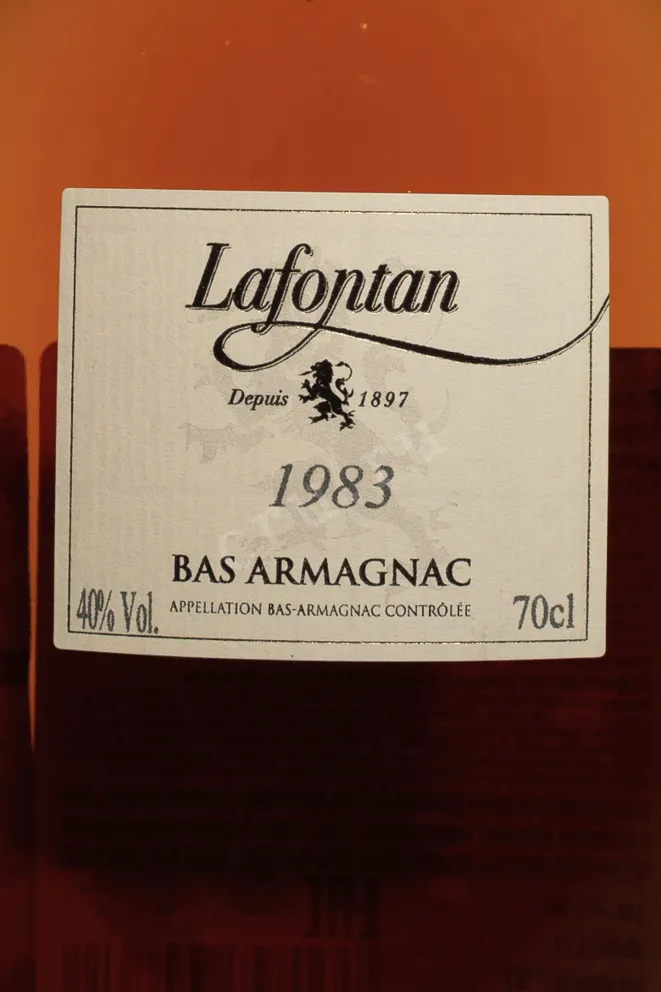 Lafontan
Depuis 1897
1983
BAS ARMAGNAC
APPELLATION BAS-ARMAGNAC CONTRÔLÉE
40% Vol.
70cl